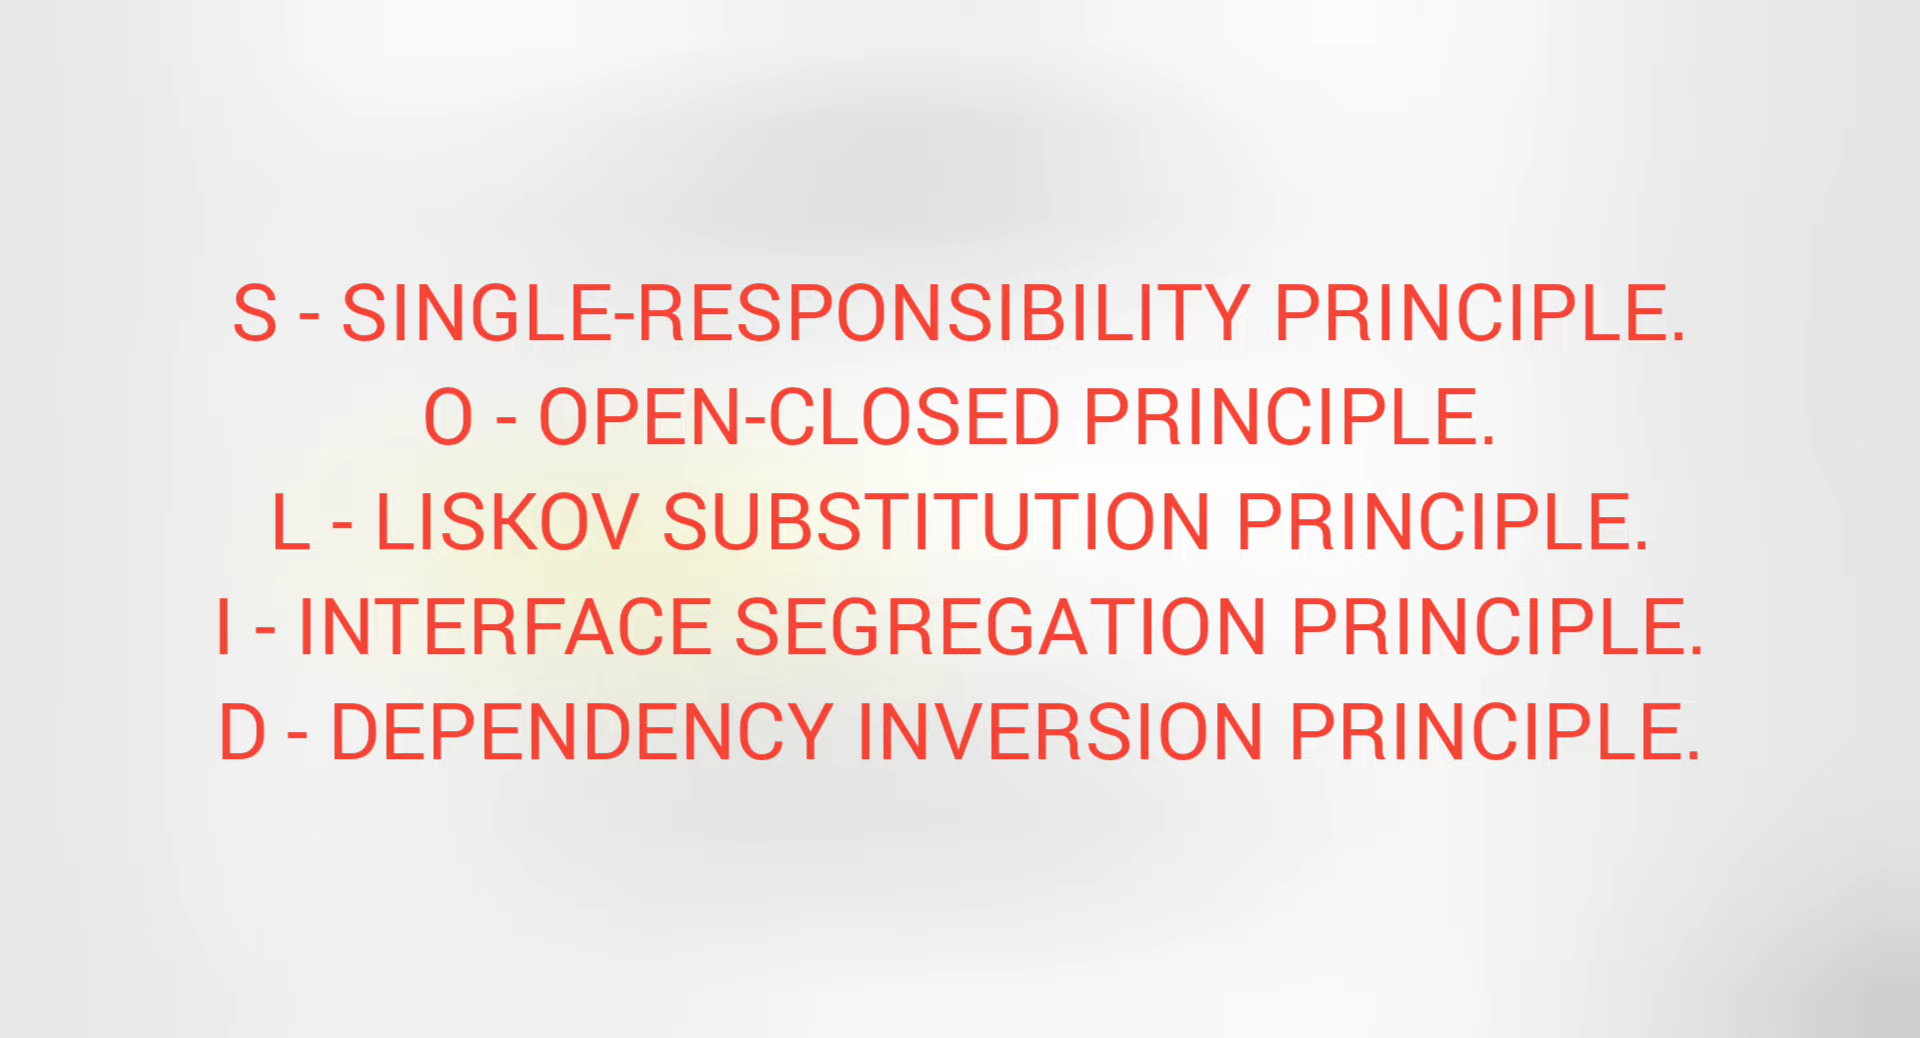 S - SINGLE-RESPONSIBILITY PRINCIPLE.
O - OPEN-CLOSED PRINCIPLE.
L - LISKOV SUBSTITUTION PRINCIPLE.
I - INTERFACE SEGREGATION PRINCIPLE.
D - DEPENDENCY INVERSION PRINCIPLE.